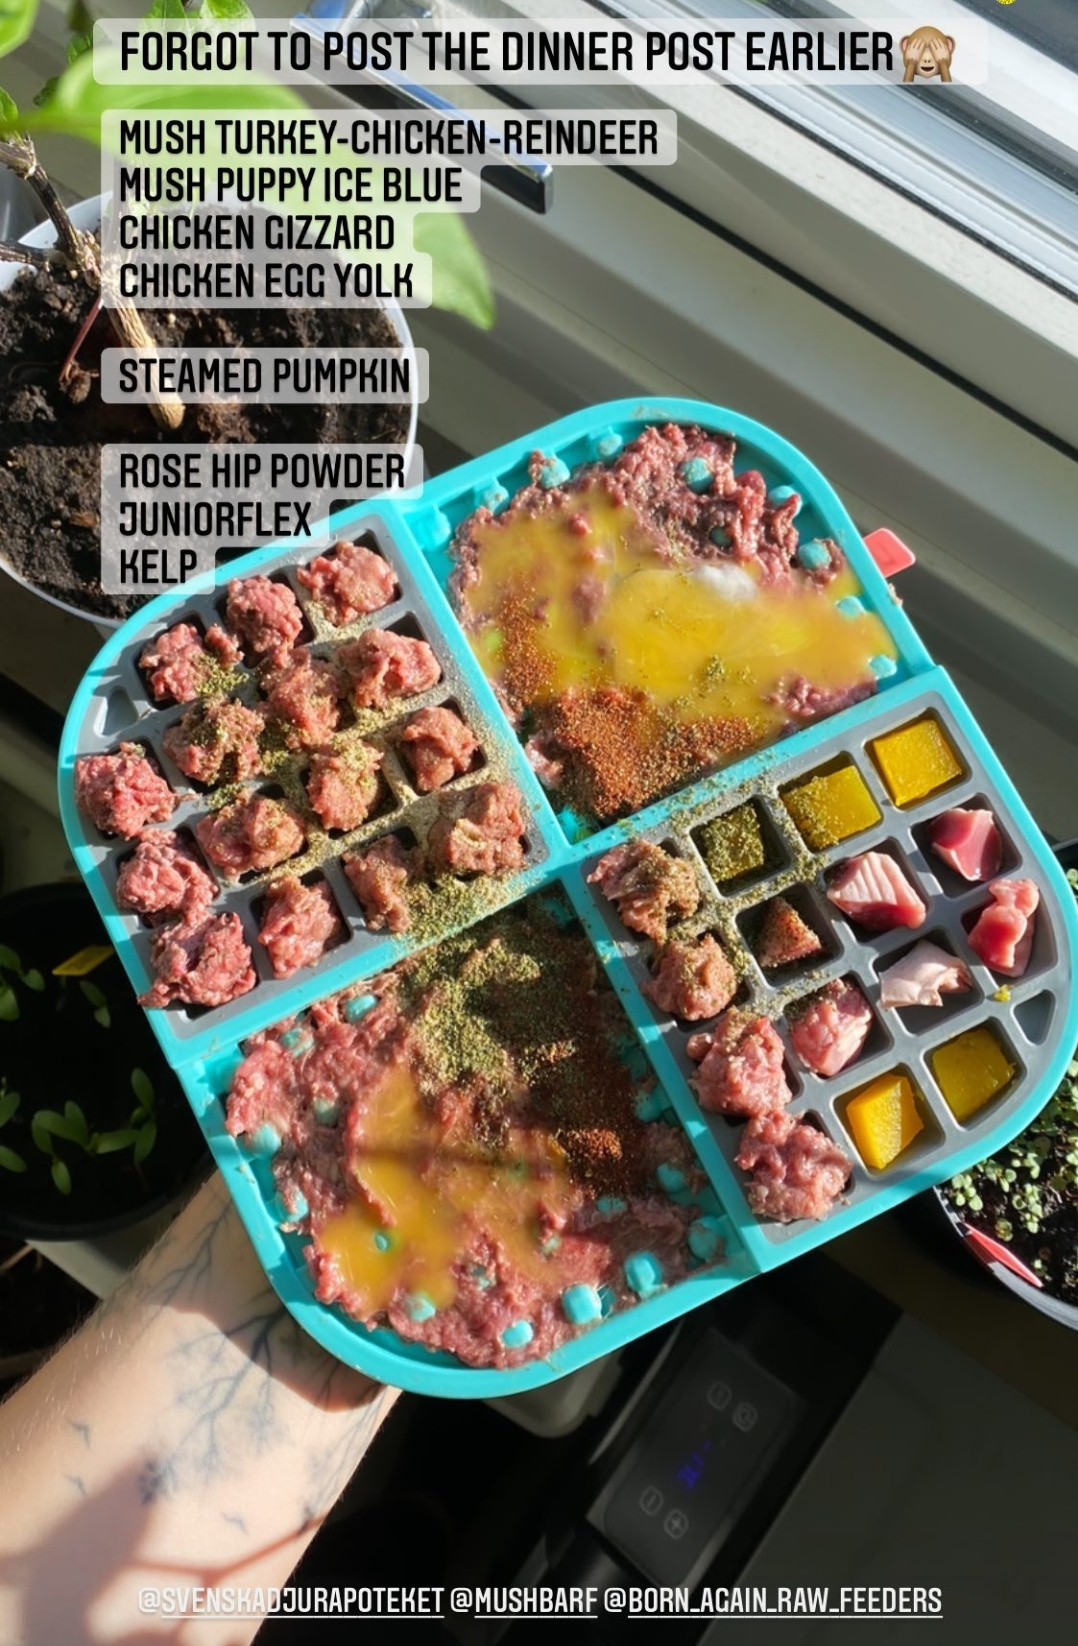 FORGOT TO POST THE DINNER POST EARLIER🙈
MUSH TURKEY-CHICKEN-REINDEER
MUSH PUPPY ICE BLUE
CHICKEN GIZZARD
CHICKEN EGG YOLK
STEAMED PUMPKIN
ROSE HIP POWDER
JUNIORFLEX
KELP
@SVENSKADJURAPOTEKET @MUSHBARF @BORN_AGAIN_RAW_FEEDERS